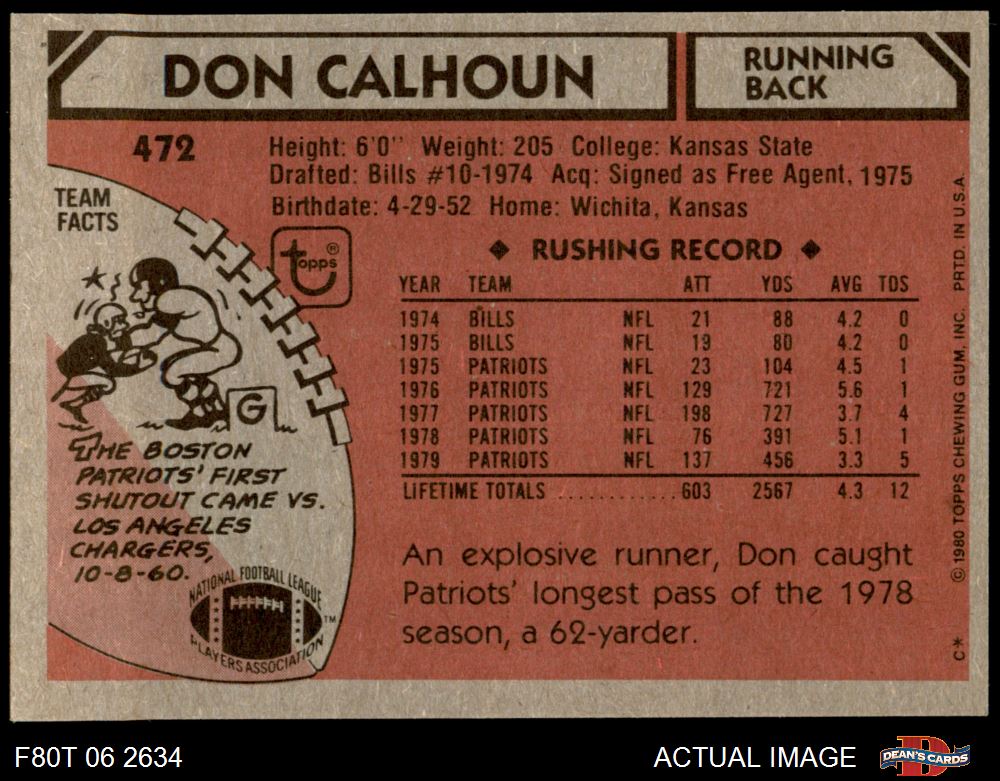 DON CALHOUN
RUNNING
BACK
472
Height: 6'0" Weight: 205 College: Kansas State
Drafted: Bills #10-1974 Acq: Signed as Free Agent, 1975
Birthdate: 4-29-52 Home: Wichita, Kansas
TEAM
FACTS
topps®
◆ RUSHING RECORD ◆
YEAR TEAM ATT YDS AVG TDS
1974 BILLS NFL 21 88 4.2 0
1975 BILLS NFL 19 80 4.2 0
1975 PATRIOTS NFL 23 104 4.5 1
1976 PATRIOTS NFL 129 721 5.6 1
1977 PATRIOTS NFL 198 727 3.7 4
1978 PATRIOTS NFL 76 391 5.1 1
1979 PATRIOTS NFL 137 456 3.3 5
LIFETIME TOTALS ............ 603 2567 4.3 12
G
THE BOSTON
PATRIOTS' FIRST
SHUTOUT CAME VS.
LOS ANGELES
CHARGERS,
10-8-60.
NATIONAL FOOTBALL LEAGUE
PLAYERS ASSOCIATION
TM
An explosive runner, Don caught
Patriots' longest pass of the 1978
season, a 62-yarder.
C* © 1980 TOPPS CHEWING GUM, INC. PRTD. IN U.S.A.
F80T 06 2634
ACTUAL IMAGE
D
DEAN'S CARDS